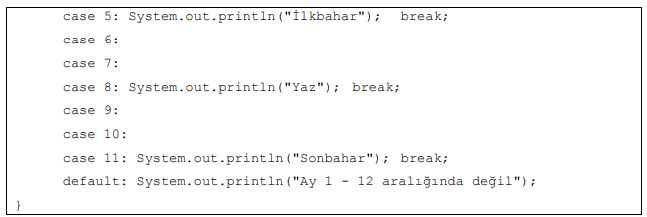 case 5: System.out.println("İlkbahar");  break;
case 6:
case 7:
case 8: System.out.println("Yaz"); break;
case 9:
case 10:
case 11: System.out.println("Sonbahar"); break;
default: System.out.println("Ay 1 - 12 aralığında değil");
}